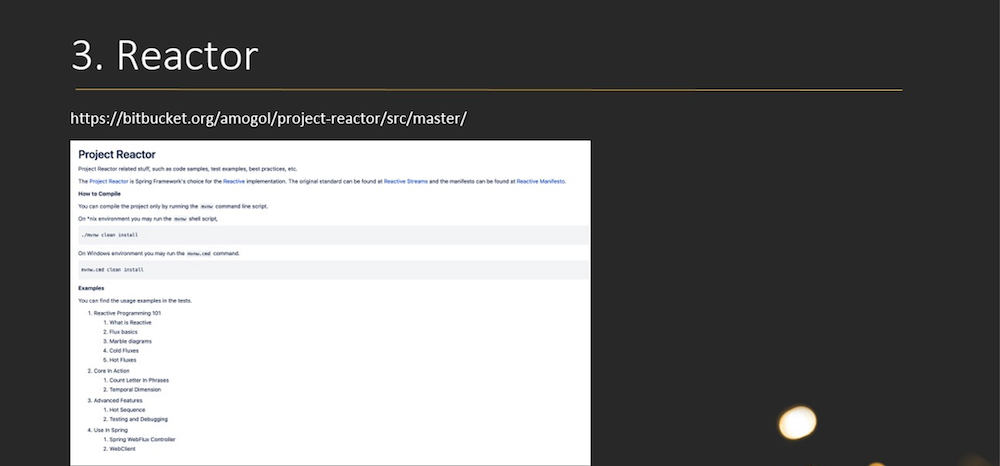 3. Reactor
https://bitbucket.org/amogol/project-reactor/src/master/
Project Reactor
Project Reactor related stuff, such as code samples, test examples, best practices, etc.
The Project Reactor is Spring Framework's choice for the Reactive implementation. The original standard can be found at Reactive Streams and the manifesto can be found at Reactive Manifesto.
How to Compile
You can compile the project only by running the mvnw command line script.
On *nix environment you may run the mvnw shell script,
./mvnw clean install
On Windows environment you may run the mvnw.cmd command.
mvnw.cmd clean install
Examples
You can find the usage examples in the tests.
1. Reactive Programming 101
1. What is Reactive
2. Flux basics
3. Marble diagrams
4. Cold Fluxes
5. Hot Fluxes
2. Core In Action
1. Count Letter In Phrases
2. Temporal Dimension
3. Advanced Features
1. Hot Sequence
2. Testing and Debugging
4. Use In Spring
1. Spring WebFlux Controller
2. WebClient